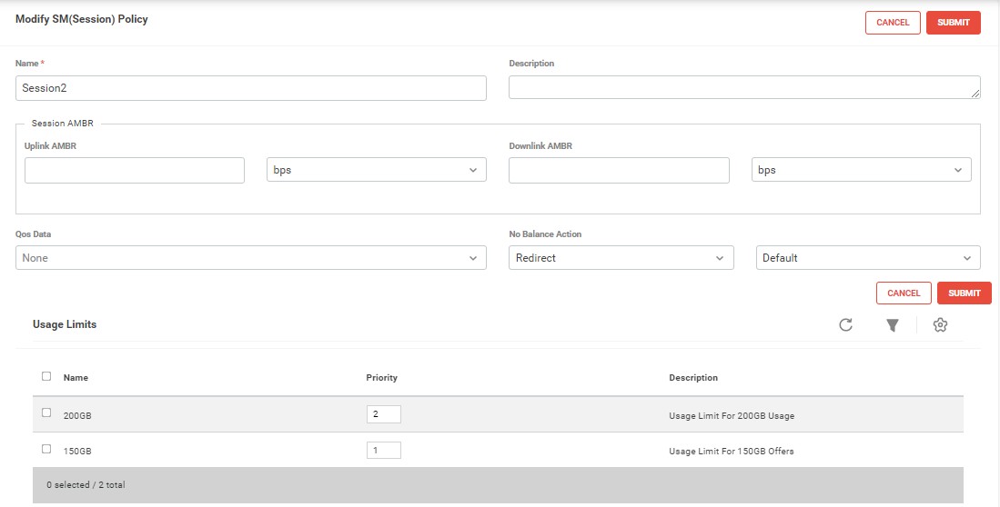 Modify SM(Session) Policy
CANCEL SUBMIT
Name * Description
Session2
Session AMBR
Uplink AMBR Downlink AMBR
bps bps
Qos Data No Balance Action
None Redirect Default
CANCEL SUBMIT
Usage Limits
Name Priority Description
200GB 2 Usage Limit For 200GB Usage
150GB 1 Usage Limit For 150GB Offers
0 selected / 2 total